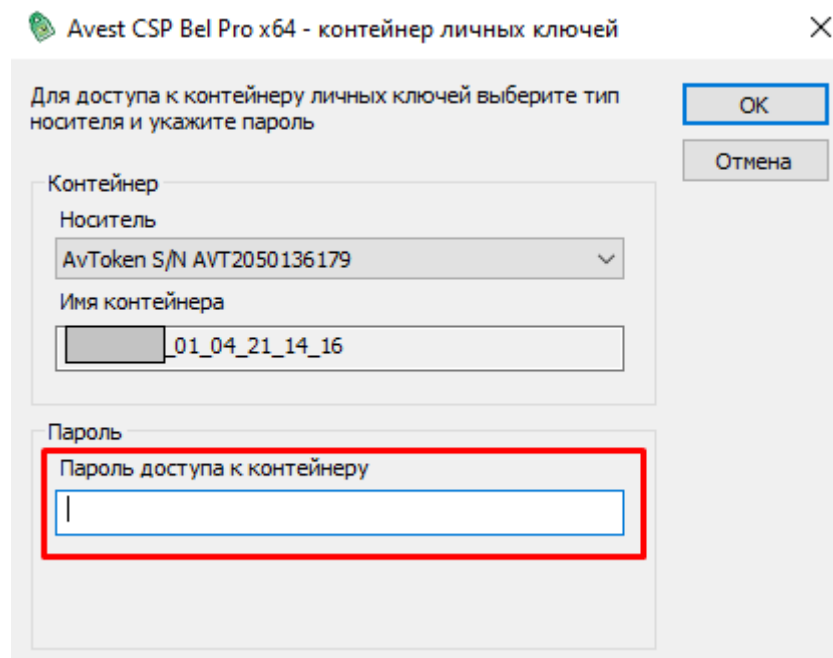 Avest CSP Bel Pro x64 - контейнер личных ключей
Для доступа к контейнеру личных ключей выберите тип
носителя и укажите пароль
OK
Отмена
Контейнер
Носитель
AvToken S/N AVT2050136179
Имя контейнера
_01_04_21_14_16
Пароль
Пароль доступа к контейнеру